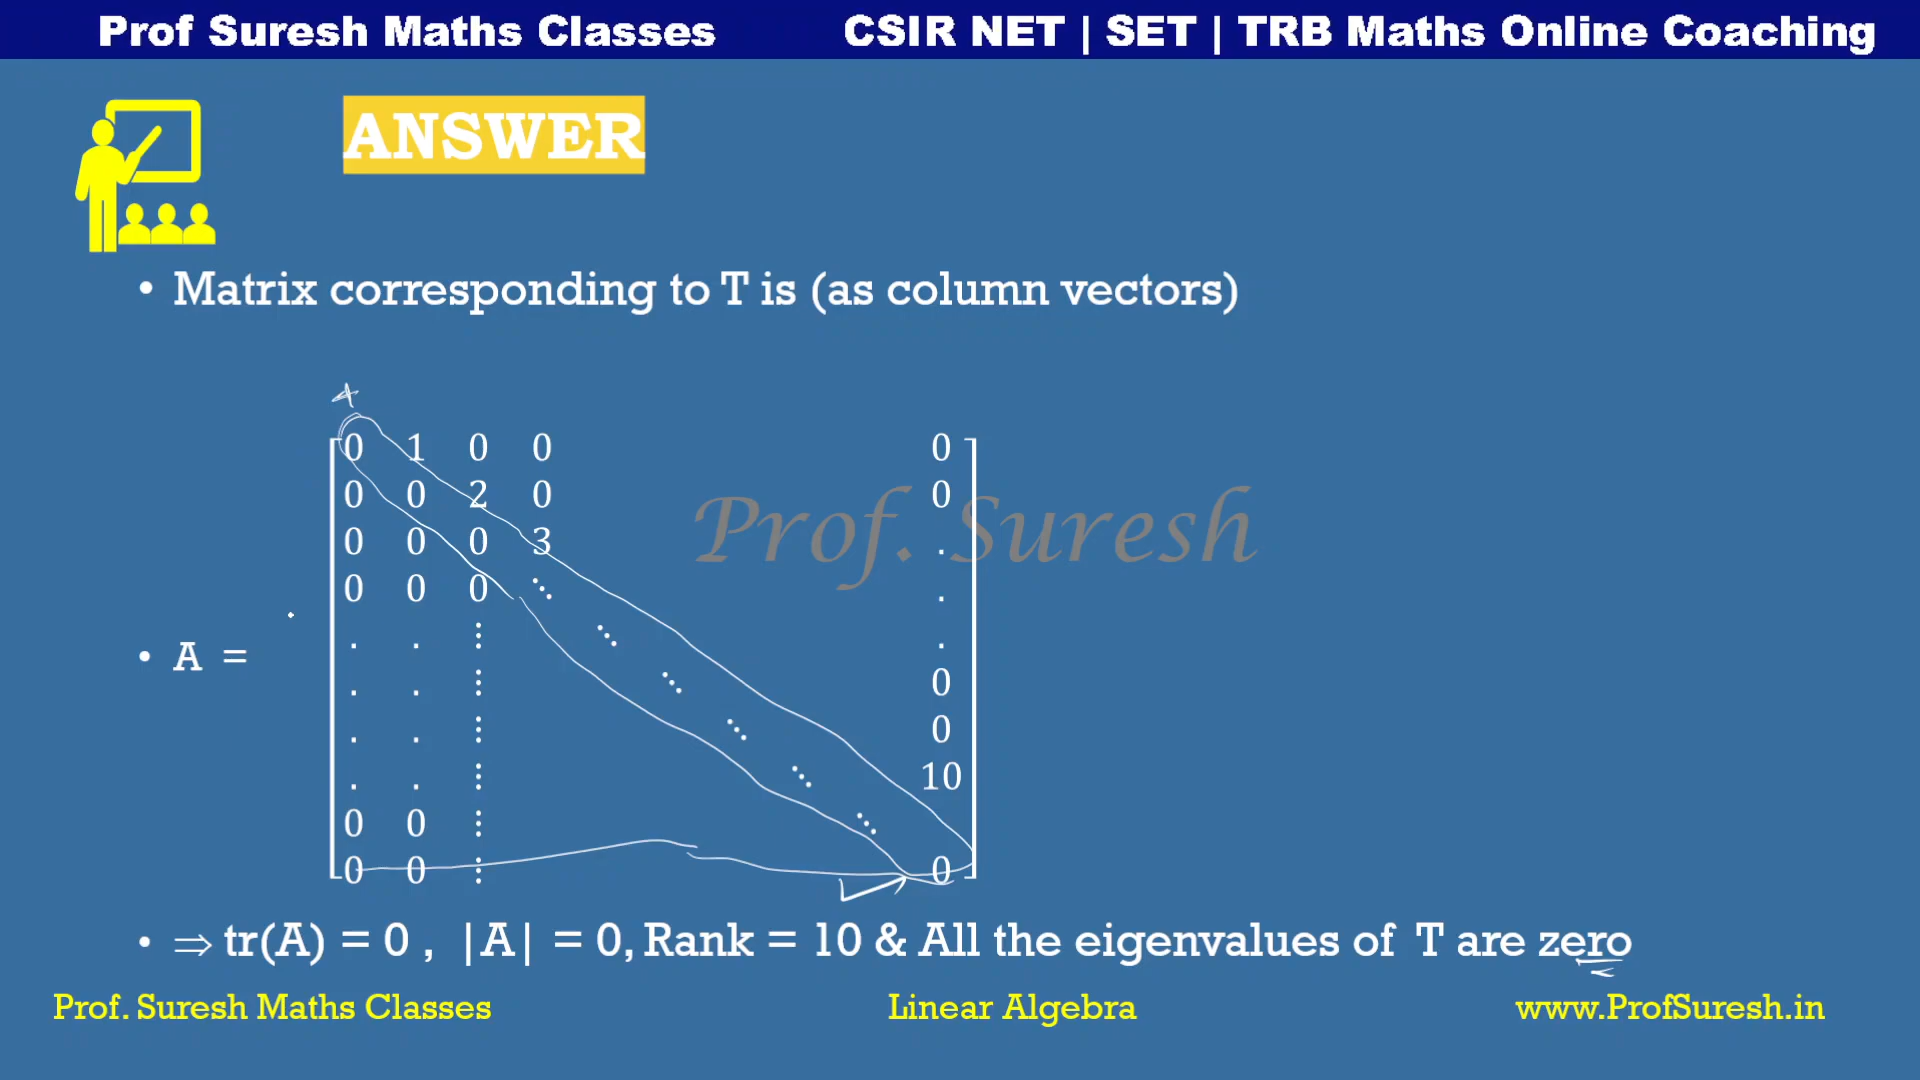 Prof Suresh Maths Classes CSIR NET | SET | TRB Maths Online Coaching
ANSWER
• Matrix corresponding to T is (as column vectors)
0 1 0 0 0
0 0 2 0 0
0 0 0 3 .
0 0 0 ⋱ .
. . ⋮ ⋱ .
. . ⋮ ⋱ 0
. . ⋮ ⋱ 0
. . ⋮ ⋱ 10
0 0 ⋮ ⋱
0 0 ⋮ 0
• A =
Prof. Suresh
• ⇒ tr(A) = 0 , |A| = 0, Rank = 10 & All the eigenvalues of T are zero
Prof. Suresh Maths Classes Linear Algebra www.ProfSuresh.in